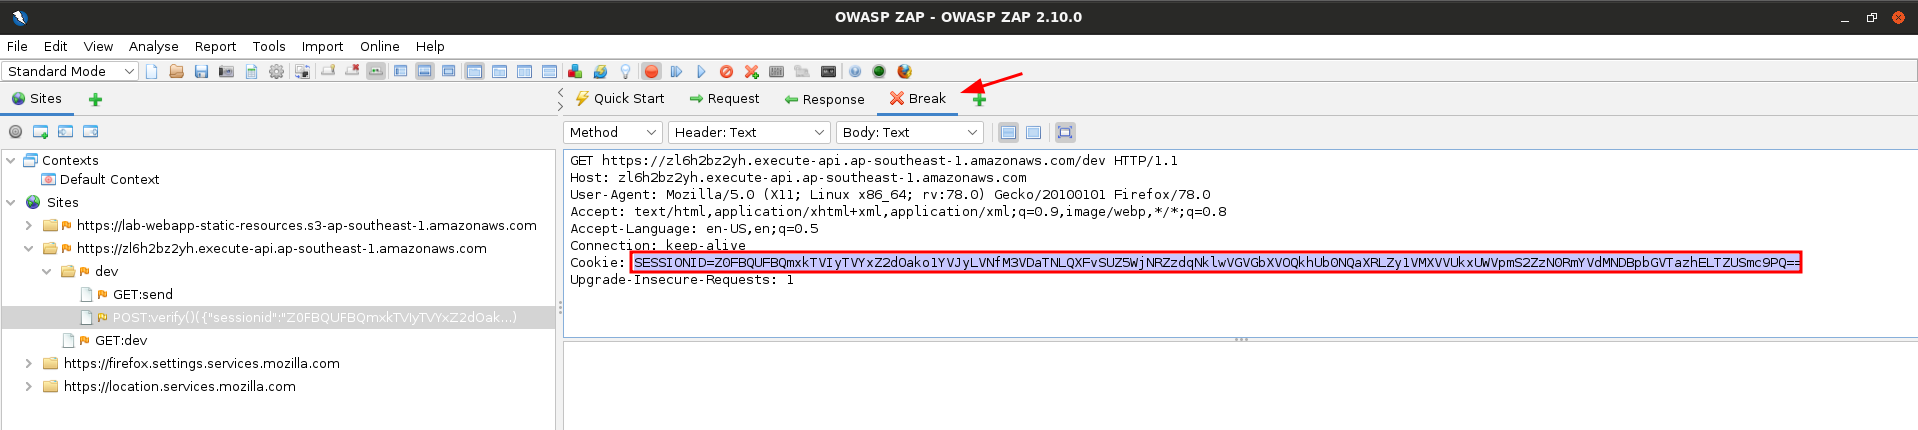 OWASP ZAP - OWASP ZAP 2.10.0
File Edit View Analyse Report Tools Import Online Help
Standard Mode
Sites
Quick Start Request Response Break
Method Header: Text Body: Text
Contexts
Default Context
Sites
https://lab-webapp-static-resources.s3-ap-southeast-1.amazonaws.com
https://zl6h2bz2yh.execute-api.ap-southeast-1.amazonaws.com
dev
GET:send
POST:verify()({"sessionid":"Z0FBQUFBQmxkTVIyTVYxZ2dOak...)
GET:dev
https://firefox.settings.services.mozilla.com
https://location.services.mozilla.com
GET https://zl6h2bz2yh.execute-api.ap-southeast-1.amazonaws.com/dev HTTP/1.1
Host: zl6h2bz2yh.execute-api.ap-southeast-1.amazonaws.com
User-Agent: Mozilla/5.0 (X11; Linux x86_64; rv:78.0) Gecko/20100101 Firefox/78.0
Accept: text/html,application/xhtml+xml,application/xml;q=0.9,image/webp,*/*;q=0.8
Accept-Language: en-US,en;q=0.5
Connection: keep-alive
Cookie: SESSIONID=Z0FBQUFBQmxkTVIyTVYxZ2dOako1YVJyLVNfM3VDaTNLQXFvSUZ5WjNRZzdqNklwVGVGbXVOQkhUb0NQaXRLZy1VMXVVUkxUWVpmS2ZzN0RmYVdMNDBpbGVTazhELTZUSmc9PQ==
Upgrade-Insecure-Requests: 1